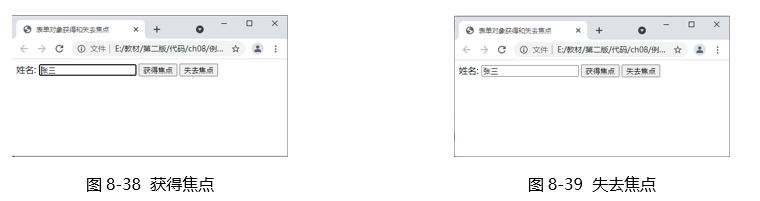 表单对象获得和失去焦点
文件 E:/教材/第二版/代码/ch08/例...
姓名: 张三 获得焦点 失去焦点
图 8-38 获得焦点
表单对象获得和失去焦点
文件 E:/教材/第二版/代码/ch08/例...
姓名: 张三 获得焦点 失去焦点
图 8-39 失去焦点